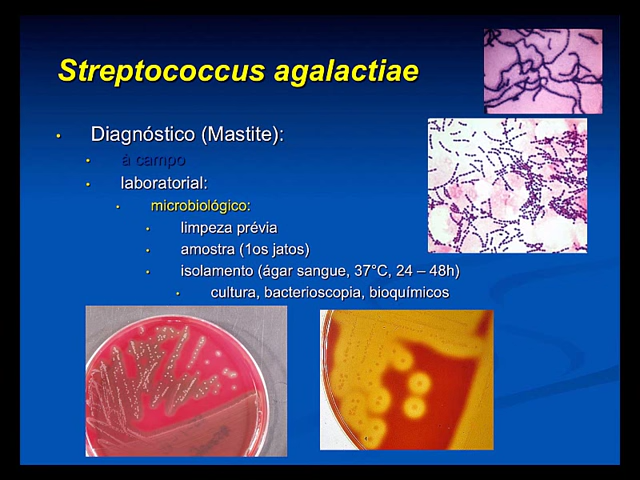 Streptococcus agalactiae
• Diagnóstico (Mastite):
• à campo
• laboratorial:
• microbiológico:
• limpeza prévia
• amostra (1os jatos)
• isolamento (ágar sangue, 37°C, 24 – 48h)
• cultura, bacterioscopia, bioquímicos